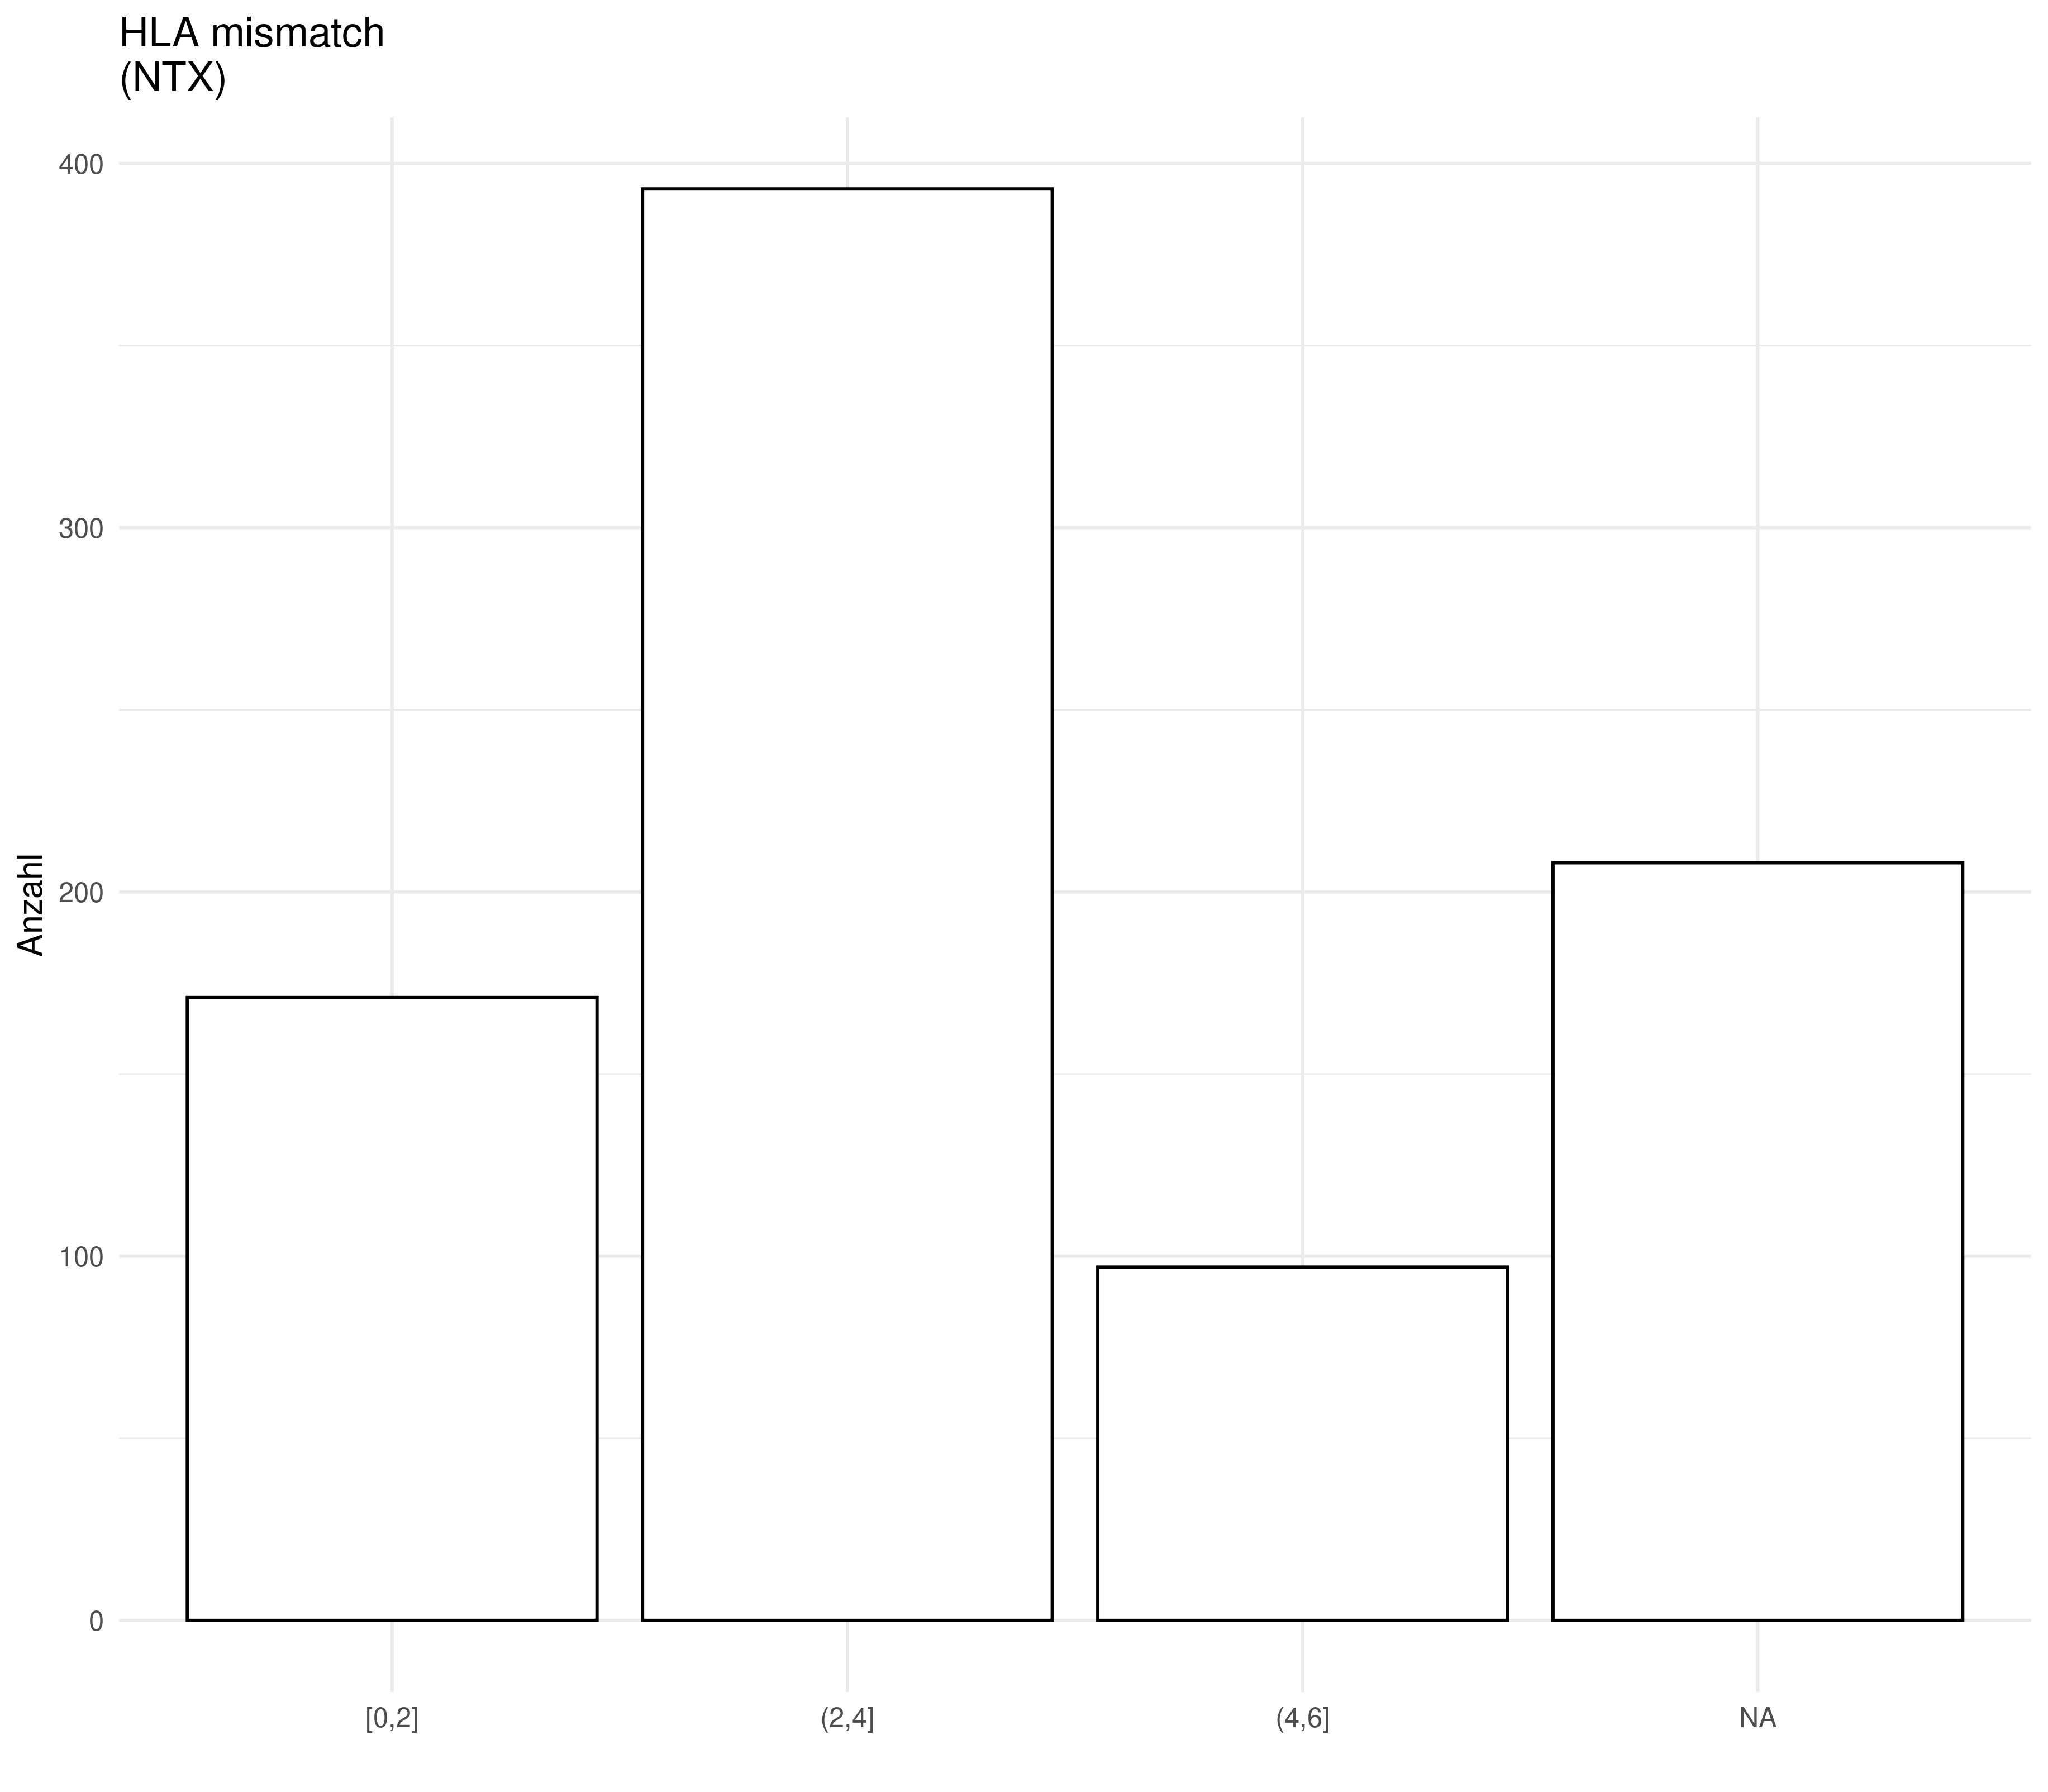 HLA mismatch
(NTX)
400
300
200
100
0
Anzahl
[0,2]
(2,4]
(4,6]
NA